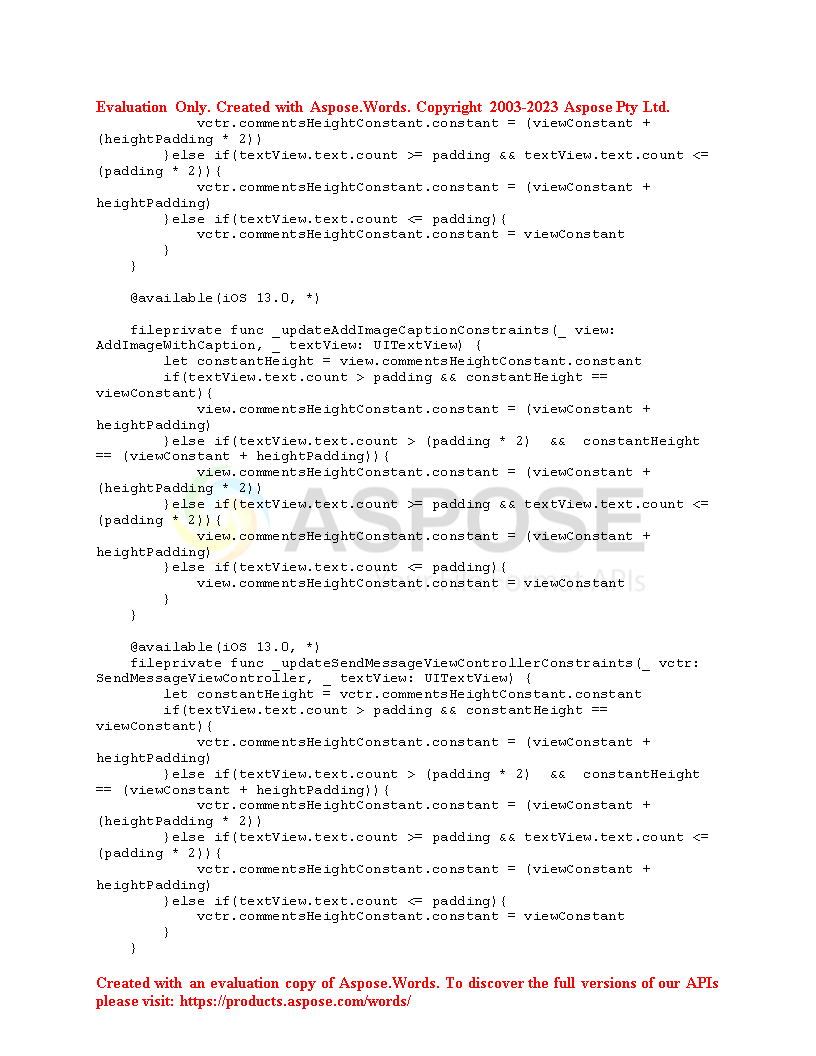 Evaluation Only. Created with Aspose.Words. Copyright 2003-2023 Aspose Pty Ltd.
            vctr.commentsHeightConstant.constant = (viewConstant +
(heightPadding * 2))
        }else if(textView.text.count >= padding && textView.text.count <=
(padding * 2)){
            vctr.commentsHeightConstant.constant = (viewConstant +
heightPadding)
        }else if(textView.text.count <= padding){
            vctr.commentsHeightConstant.constant = viewConstant
        }
    }

    @available(iOS 13.0, *)

    fileprivate func _updateAddImageCaptionConstraints(_ view:
AddImageWithCaption, _ textView: UITextView) {
        let constantHeight = view.commentsHeightConstant.constant
        if(textView.text.count > padding && constantHeight ==
viewConstant){
            view.commentsHeightConstant.constant = (viewConstant +
heightPadding)
        }else if(textView.text.count > (padding * 2)  &&  constantHeight
== (viewConstant + heightPadding)){
            view.commentsHeightConstant.constant = (viewConstant +
(heightPadding * 2))
        }else if(textView.text.count >= padding && textView.text.count <=
(padding * 2)){
            view.commentsHeightConstant.constant = (viewConstant +
heightPadding)
        }else if(textView.text.count <= padding){
            view.commentsHeightConstant.constant = viewConstant
        }
    }
ASPOSE
APIs

    @available(iOS 13.0, *)
    fileprivate func _updateSendMessageViewControllerConstraints(_ vctr:
SendMessageViewController, _ textView: UITextView) {
        let constantHeight = vctr.commentsHeightConstant.constant
        if(textView.text.count > padding && constantHeight ==
viewConstant){
            vctr.commentsHeightConstant.constant = (viewConstant +
heightPadding)
        }else if(textView.text.count > (padding * 2)  &&  constantHeight
== (viewConstant + heightPadding)){
            vctr.commentsHeightConstant.constant = (viewConstant +
(heightPadding * 2))
        }else if(textView.text.count >= padding && textView.text.count <=
(padding * 2)){
            vctr.commentsHeightConstant.constant = (viewConstant +
heightPadding)
        }else if(textView.text.count <= padding){
            vctr.commentsHeightConstant.constant = viewConstant
        }
    }

Created with an evaluation copy of Aspose.Words. To discover the full versions of our APIs
please visit: https://products.aspose.com/words/